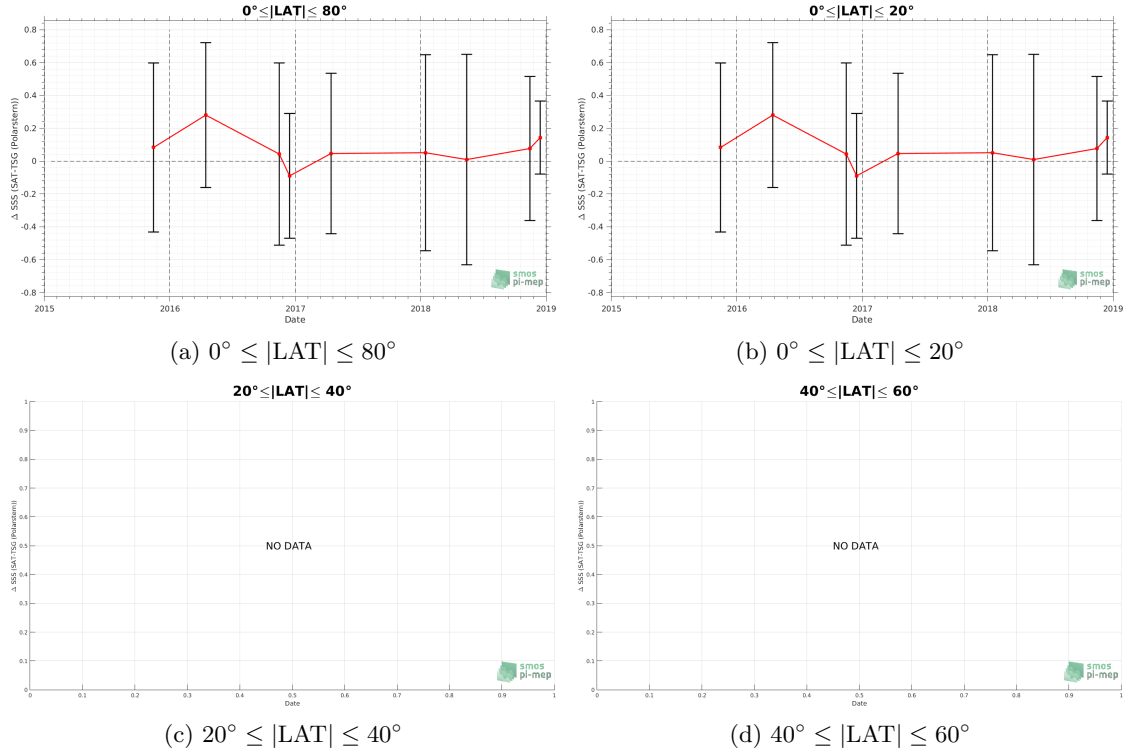 0°≤|LAT|≤ 80°
0.8
0.6
0.4
0.2
0
-0.2
-0.4
-0.6
-0.8
Δ SSS (SAT-TSG (Polarstern))
2015
2016
2017
2018
2019
Date
smos
pi-mep
(a) 0° ≤ |LAT| ≤ 80°
0°≤|LAT|≤ 20°
0.8
0.6
0.4
0.2
0
-0.2
-0.4
-0.6
-0.8
Δ SSS (SAT-TSG (Polarstern))
2015
2016
2017
2018
2019
Date
smos
pi-mep
(b) 0° ≤ |LAT| ≤ 20°
20°≤|LAT|≤ 40°
1
0.9
0.8
0.7
0.6
0.5
0.4
0.3
0.2
0.1
0
Δ SSS (SAT-TSG (Polarstern))
NO DATA
0
0.1
0.2
0.3
0.4
0.5
0.6
0.7
0.8
0.9
1
Date
smos
pi-mep
(c) 20° ≤ |LAT| ≤ 40°
40°≤|LAT|≤ 60°
1
0.9
0.8
0.7
0.6
0.5
0.4
0.3
0.2
0.1
0
Δ SSS (SAT-TSG (Polarstern))
NO DATA
0
0.1
0.2
0.3
0.4
0.5
0.6
0.7
0.8
0.9
1
Date
smos
pi-mep
(d) 40° ≤ |LAT| ≤ 60°